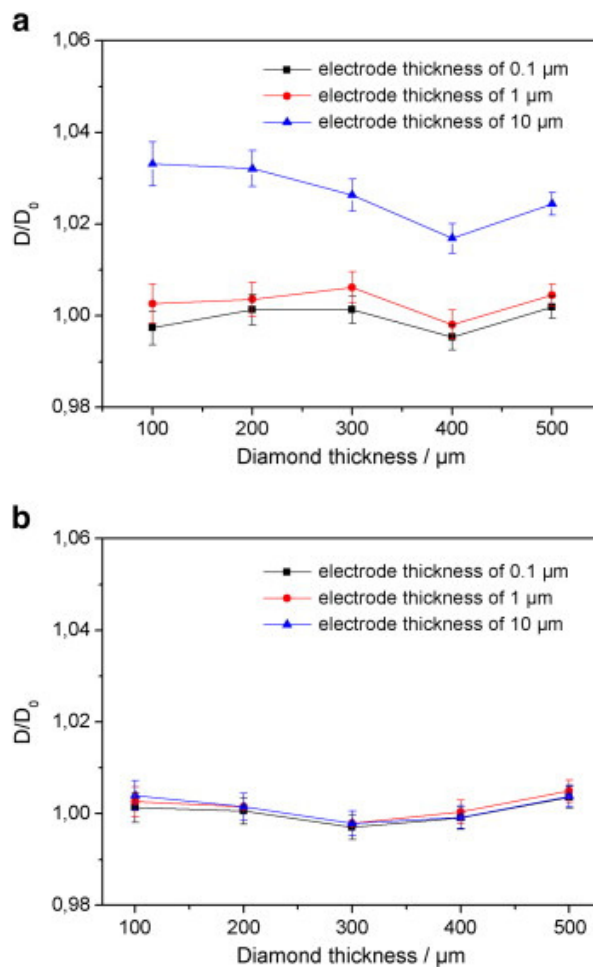 a
1,06
electrode thickness of 0.1 μm
electrode thickness of 1 μm
1,04
electrode thickness of 10 μm
D/D0
1,02
1,00
0,98
100 200 300 400 500
Diamond thickness / μm
b
1,06
electrode thickness of 0.1 μm
electrode thickness of 1 μm
1,04
electrode thickness of 10 μm
D/D0
1,02
1,00
0,98
100 200 300 400 500
Diamond thickness / μm